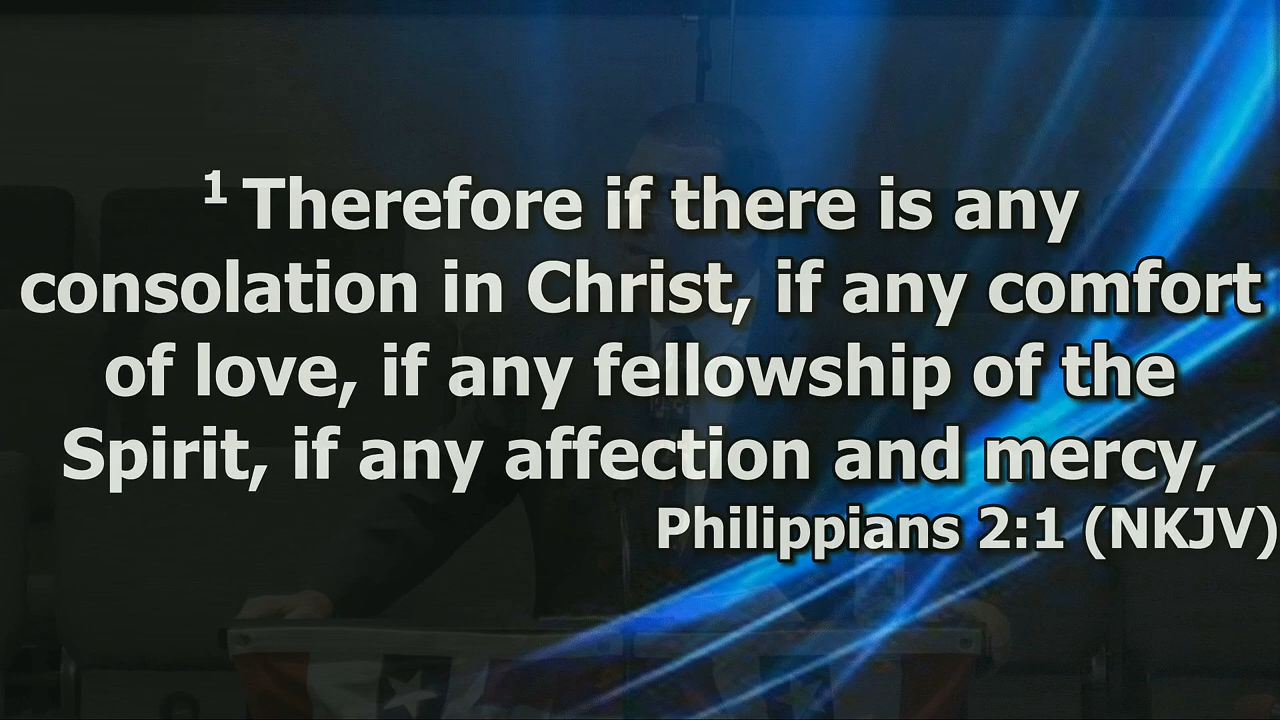 1 Therefore if there is any
consolation in Christ, if any comfort
of love, if any fellowship of the
Spirit, if any affection and mercy,
Philippians 2:1 (NKJV)